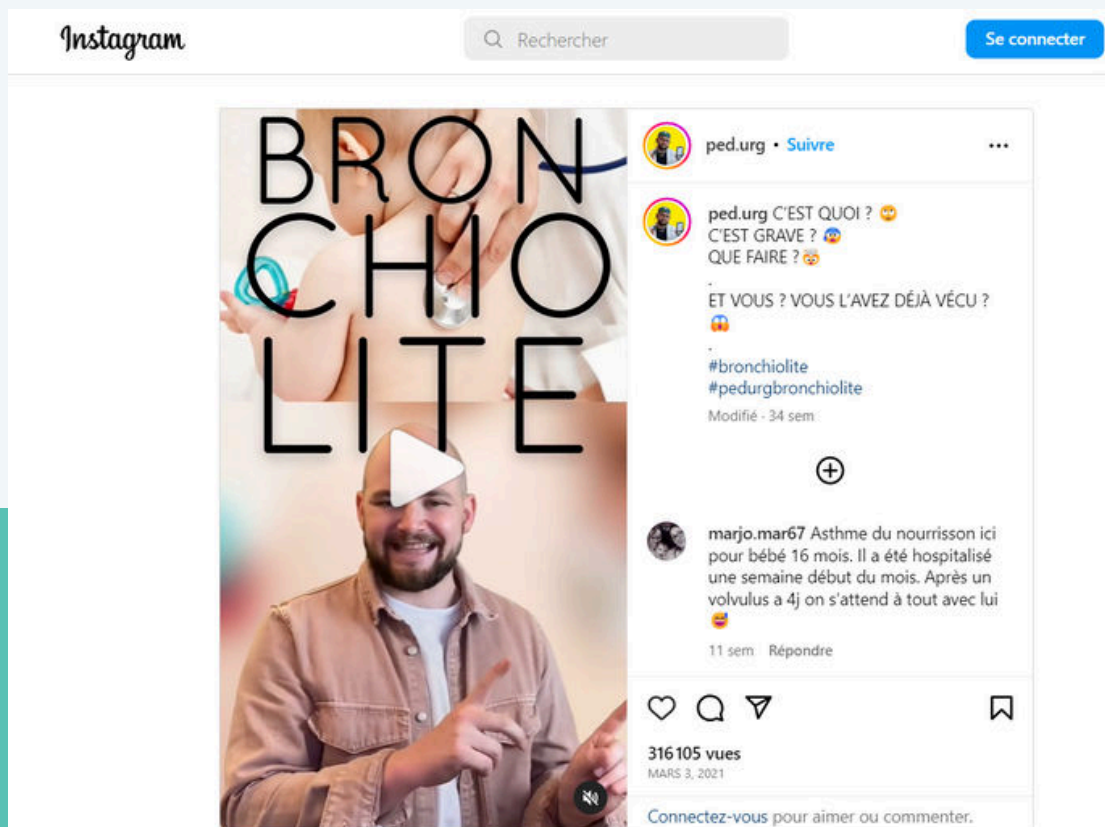 Instagram
Rechercher
Se connecter
BRON
CHIO
LITE
ped.urg • Suivre
ped.urg C'EST QUOI ? 🙄
C'EST GRAVE ? 😰
QUE FAIRE ? 🤯
.
ET VOUS ? VOUS L'AVEZ DÉJÀ VÉCU ?
😱
.
#bronchiolite
#pedurgbronchiolite
Modifié · 34 sem
marjo.mar67 Asthme du nourrisson ici
pour bébé 16 mois. Il a été hospitalisé
une semaine début du mois. Après un
volvulus a 4j on s'attend à tout avec lui
😅
11 sem Répondre
316 105 vues
MARS 3, 2021
Connectez-vous pour aimer ou commenter.